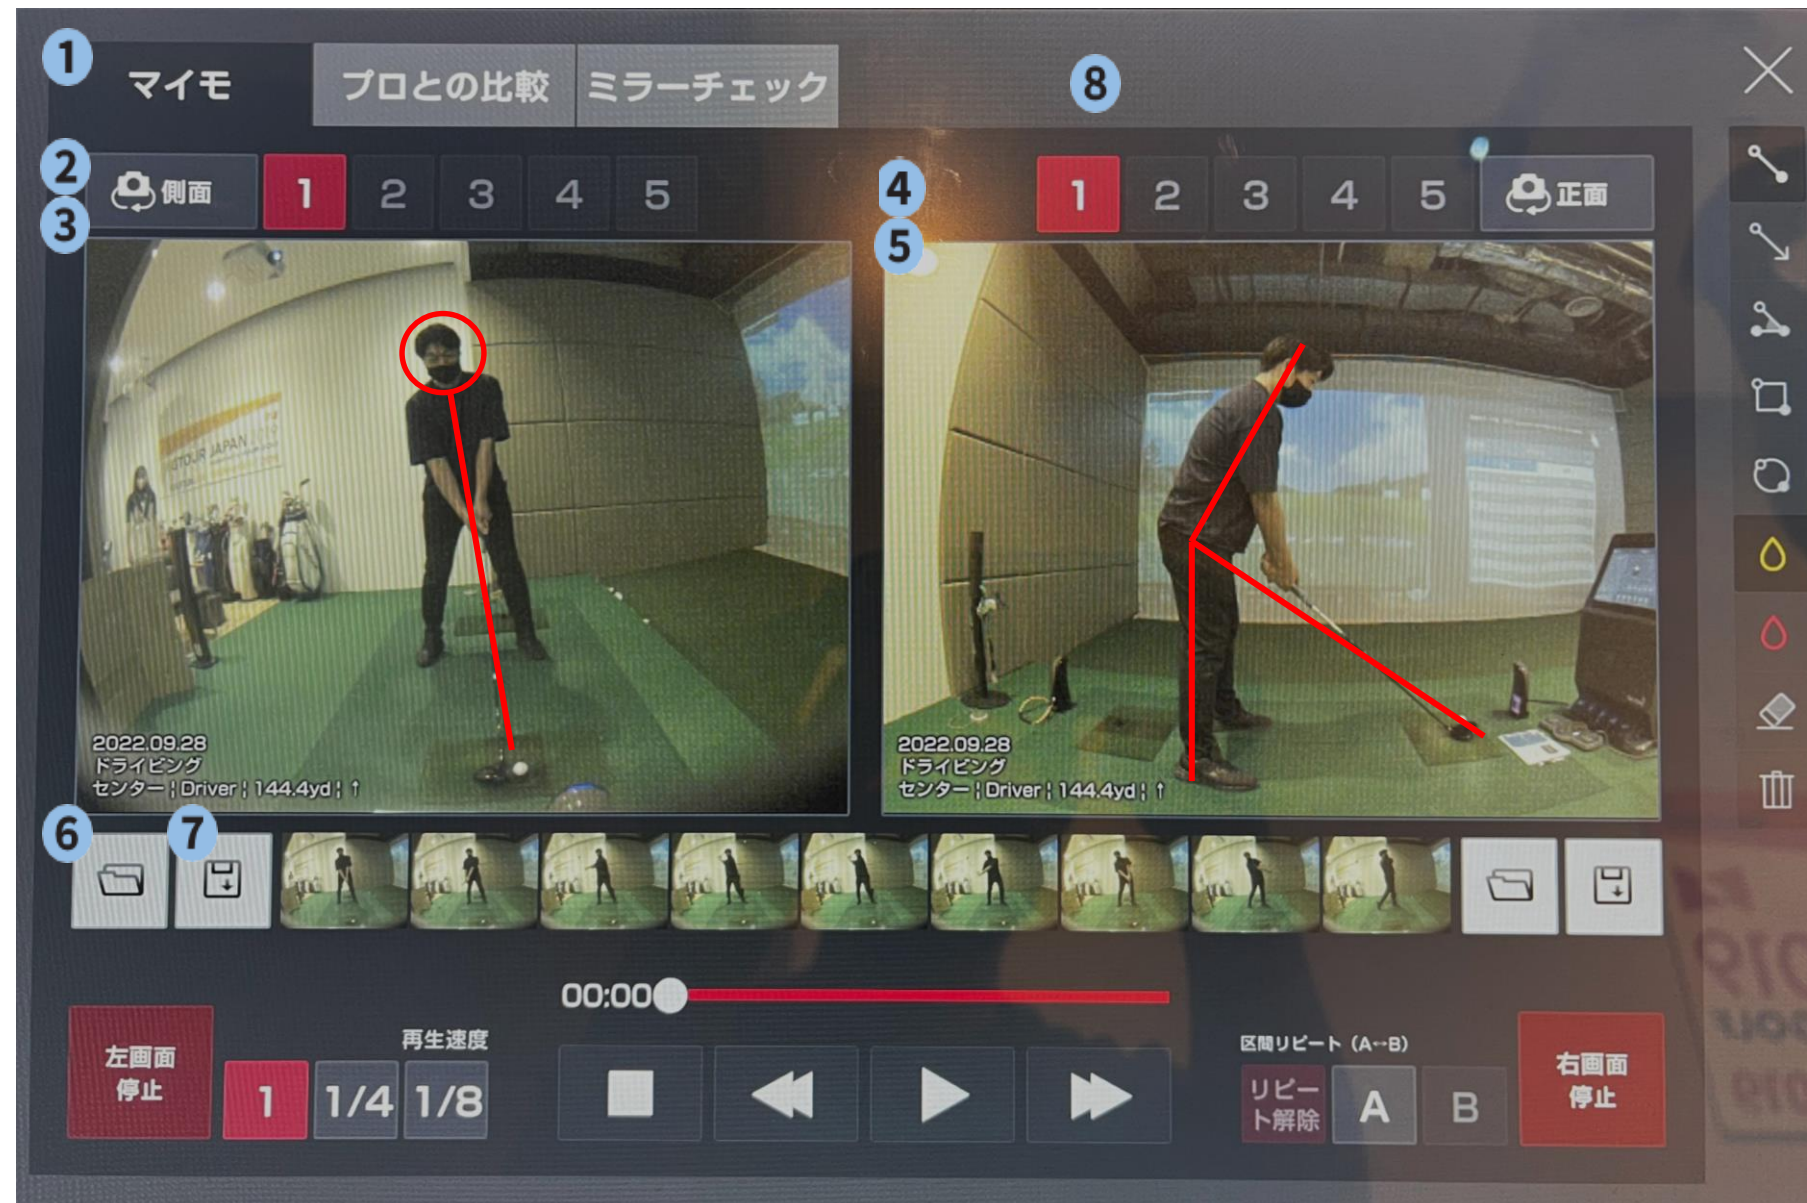 1
マイモ
プロとの比較
ミラーチェック
8
2
側面
1 2 3 4 5
4
1 2 3 4 5
正面
3
5
GTOUR JAPAN
2022.09.28
ドライビング
センター ¦ Driver ¦ 144.4yd ¦ ↑
2022.09.28
ドライビング
センター ¦ Driver ¦ 144.4yd ¦ ↑
6
7
00:00
左画面
停止
再生速度
1 1/4 1/8
区間リピート（A↔B）
リピー
ト解除
A B
右画面
停止